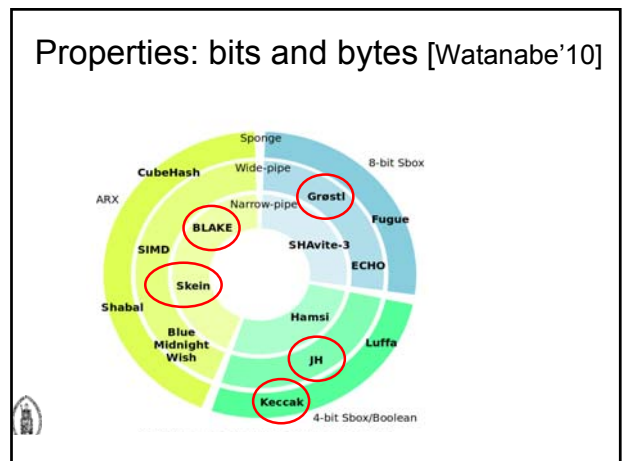 Properties: bits and bytes [Watanabe'10]
Sponge
8-bit Sbox
Wide-pipe
CubeHash
ARX
Narrow-pipe
Grøstl
BLAKE
Fugue
SIMD
SHAvite-3
ECHO
Skein
Shabal
Hamsi
Blue
Midnight
Wish
Luffa
JH
Keccak
4-bit Sbox/Boolean